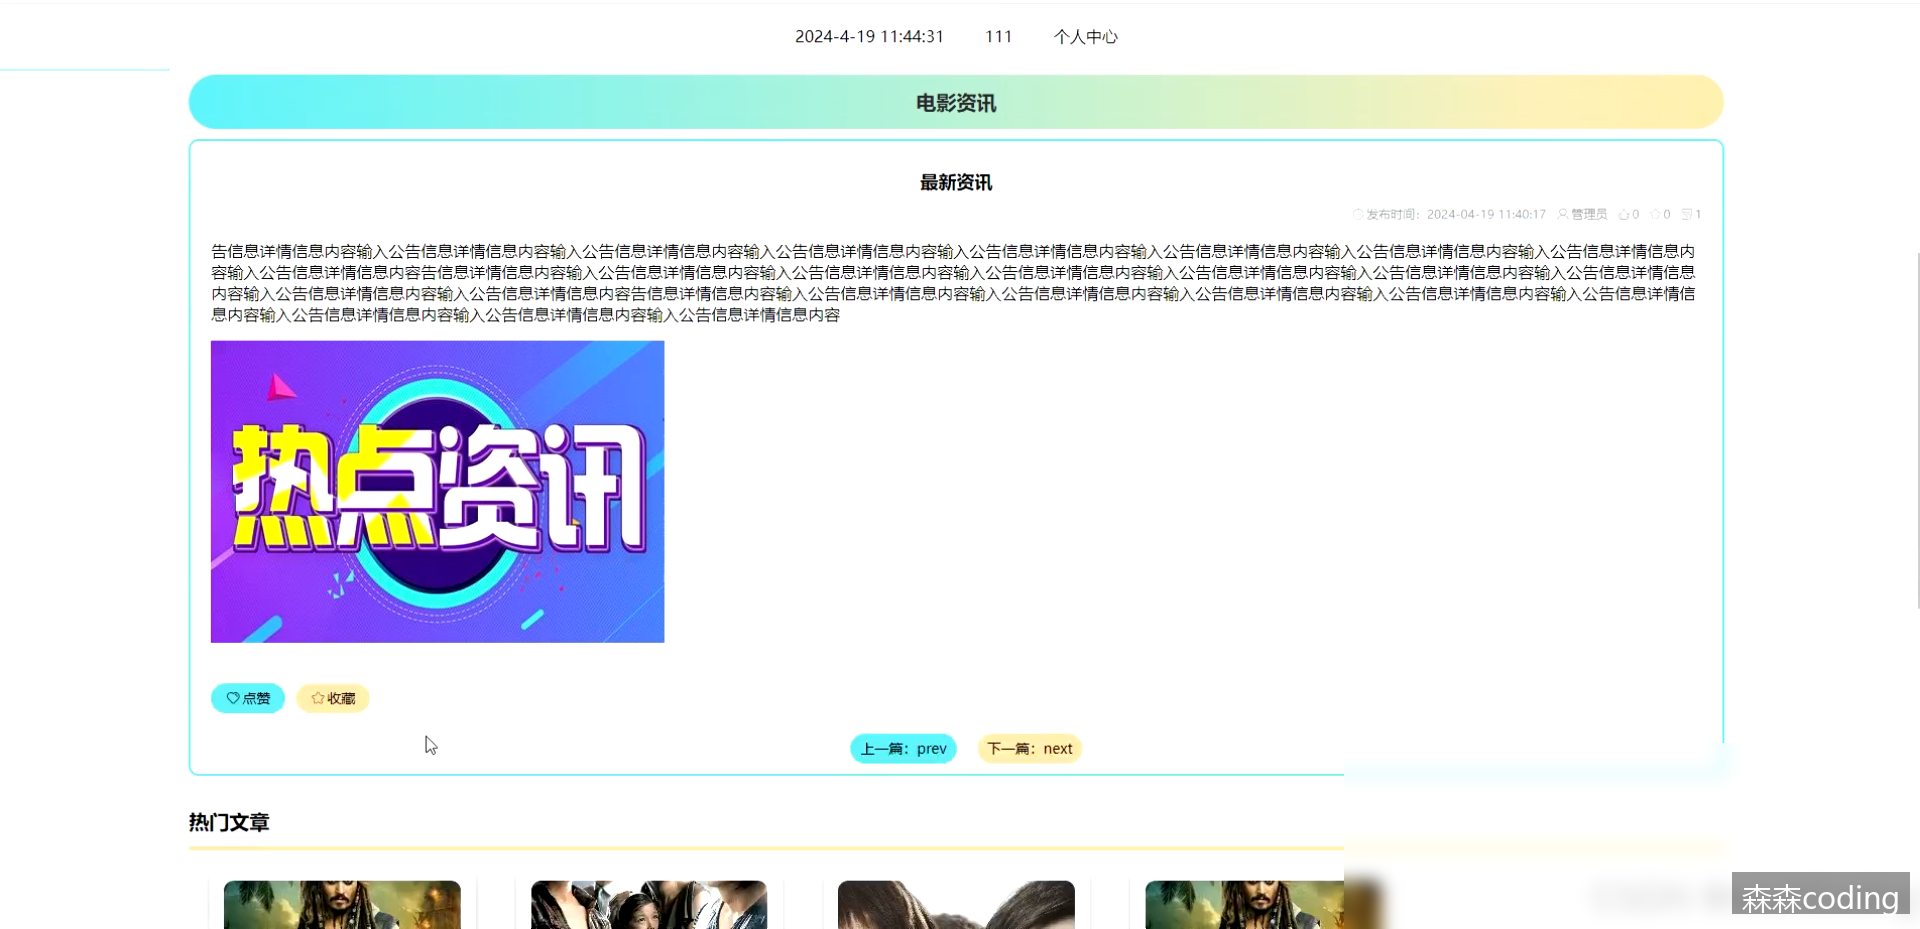 2024-4-19 11:44:31 111 个人中心
电影资讯
最新资讯
发布时间：2024-04-19 11:40:17 管理员 0 0 1
告信息详情信息内容输入公告信息详情信息内容输入公告信息详情信息内容输入公告信息详情信息内容输入公告信息详情信息内容输入公告信息详情信息内容输入公告信息详情信息内容输入公告信息详情信息内
容输入公告信息详情信息内容告信息详情信息内容输入公告信息详情信息内容输入公告信息详情信息内容输入公告信息详情信息内容输入公告信息详情信息内容输入公告信息详情信息内容输入公告信息详情信息
内容输入公告信息详情信息内容输入公告信息详情信息内容告信息详情信息内容输入公告信息详情信息内容输入公告信息详情信息内容输入公告信息详情信息内容输入公告信息详情信息内容输入公告信息详情信
息内容输入公告信息详情信息内容输入公告信息详情信息内容输入公告信息详情信息内容
热点资讯
点赞 收藏
上一篇：prev 下一篇：next
热门文章
森森coding